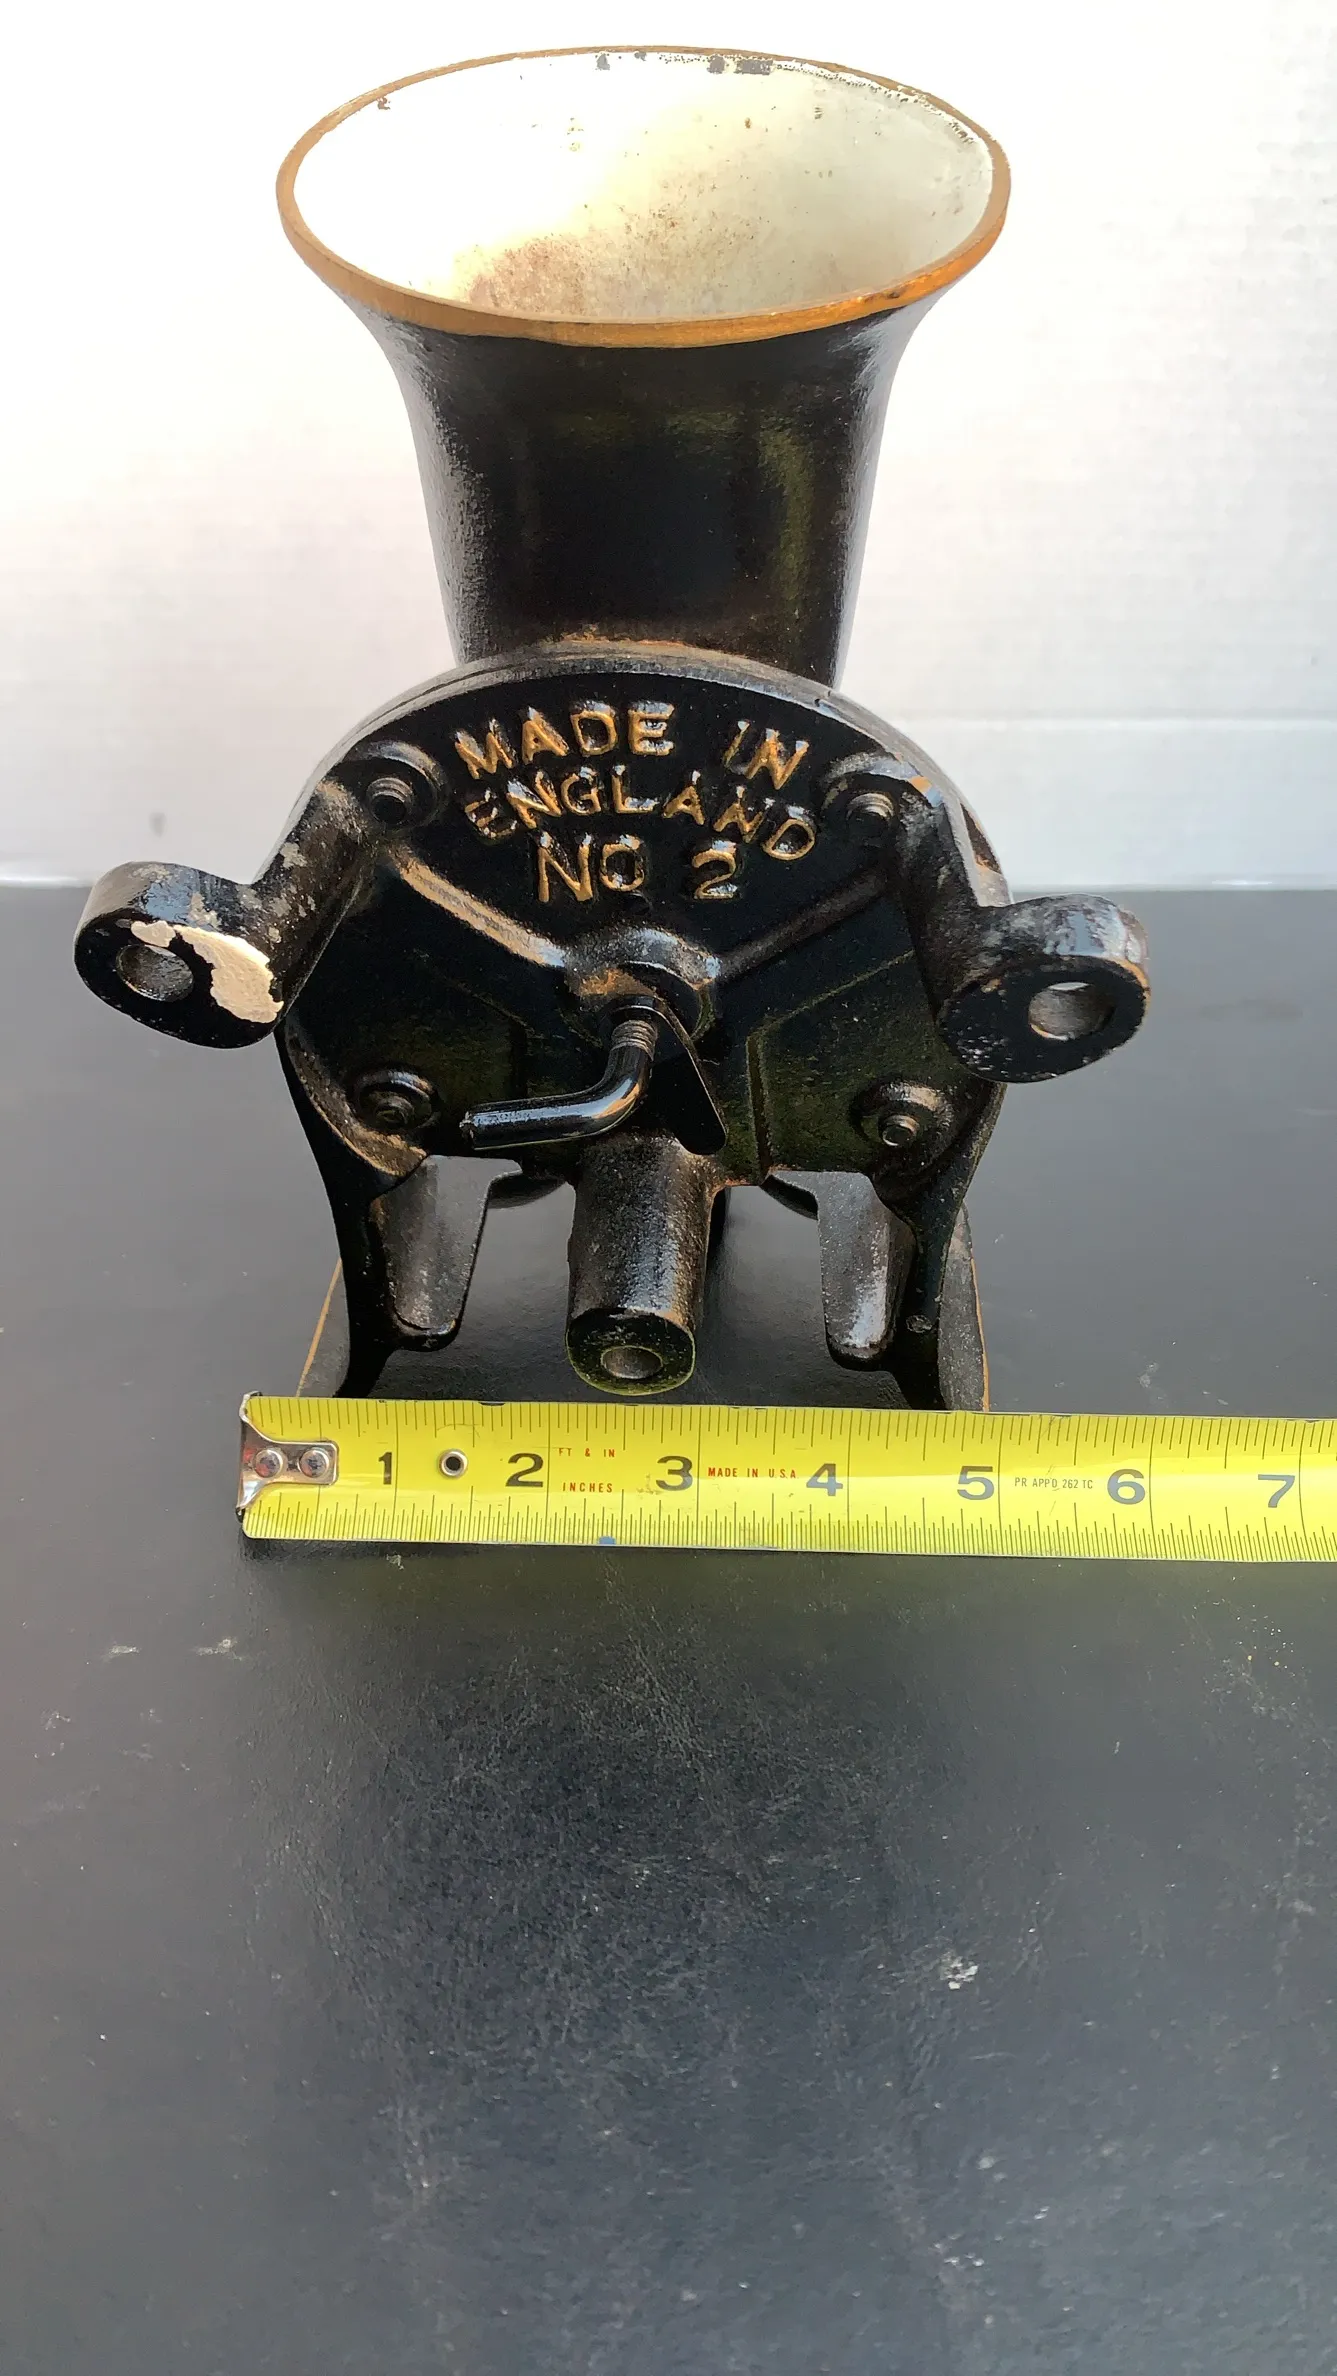 MADE IN
ENGLAND
NO 2
1 2 FT & IN INCHES 3 MADE IN U.S.A 4 5 PR APP'D 262 TC 6 7